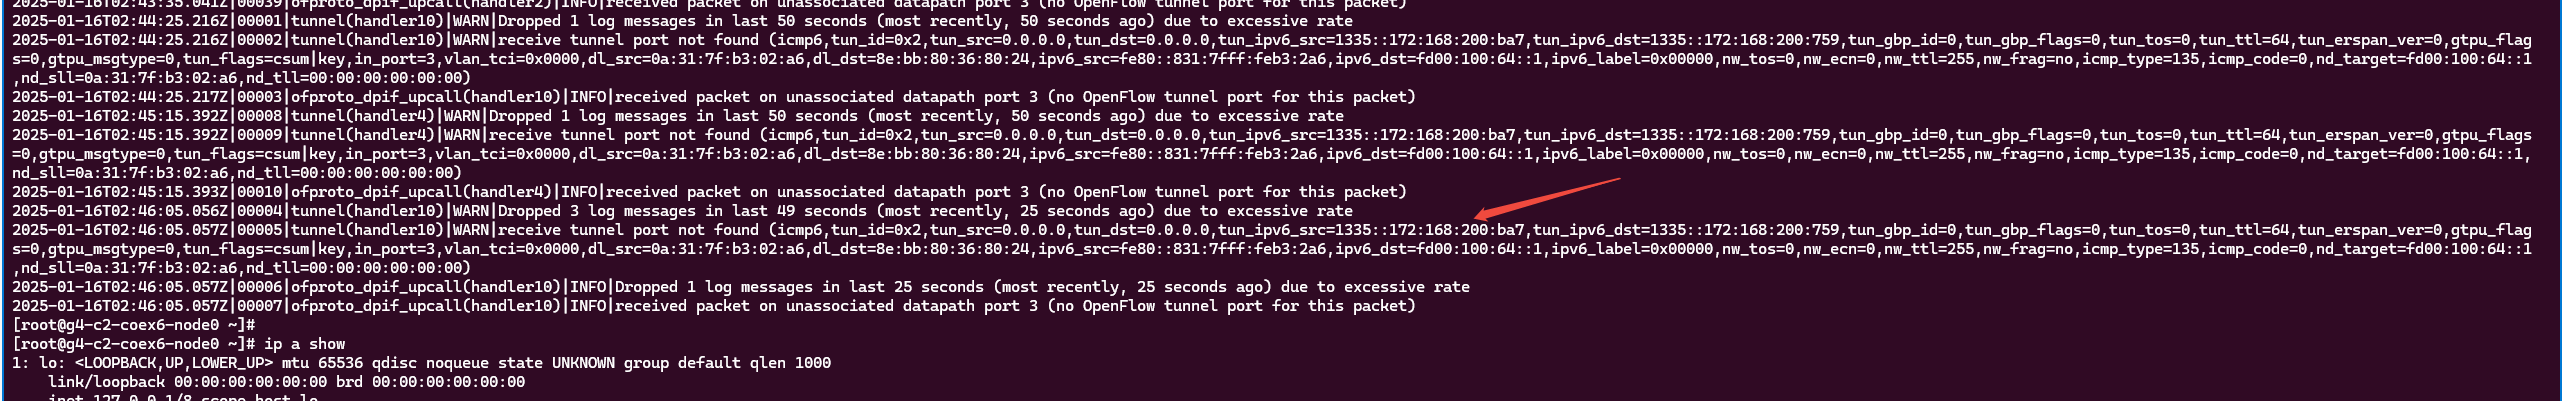 2025-01-16T02:43:35.041Z|00039|ofproto_dpif_upcall(handler2)|INFO|received packet on unassociated datapath port 3 (no OpenFlow tunnel port for this packet)
2025-01-16T02:44:25.216Z|00001|tunnel(handler10)|WARN|Dropped 1 log messages in last 50 seconds (most recently, 50 seconds ago) due to excessive rate
2025-01-16T02:44:25.216Z|00002|tunnel(handler10)|WARN|receive tunnel port not found (icmp6,tun_id=0x2,tun_src=0.0.0.0,tun_dst=0.0.0.0,tun_ipv6_src=1335::172:168:200:ba7,tun_ipv6_dst=1335::172:168:200:759,tun_gbp_id=0,tun_gbp_flags=0,tun_tos=0,tun_ttl=64,tun_erspan_ver=0,gtpu_flag
s=0,gtpu_msgtype=0,tun_flags=csum|key,in_port=3,vlan_tci=0x0000,dl_src=0a:31:7f:b3:02:a6,dl_dst=8e:bb:80:36:80:24,ipv6_src=fe80::831:7fff:feb3:2a6,ipv6_dst=fd00:100:64::1,ipv6_label=0x00000,nw_tos=0,nw_ecn=0,nw_ttl=255,nw_frag=no,icmp_type=135,icmp_code=0,nd_target=fd00:100:64::1
,nd_sll=0a:31:7f:b3:02:a6,nd_tll=00:00:00:00:00:00)
2025-01-16T02:44:25.217Z|00003|ofproto_dpif_upcall(handler10)|INFO|received packet on unassociated datapath port 3 (no OpenFlow tunnel port for this packet)
2025-01-16T02:45:15.392Z|00008|tunnel(handler4)|WARN|Dropped 1 log messages in last 50 seconds (most recently, 50 seconds ago) due to excessive rate
2025-01-16T02:45:15.392Z|00009|tunnel(handler4)|WARN|receive tunnel port not found (icmp6,tun_id=0x2,tun_src=0.0.0.0,tun_dst=0.0.0.0,tun_ipv6_src=1335::172:168:200:ba7,tun_ipv6_dst=1335::172:168:200:759,tun_gbp_id=0,tun_gbp_flags=0,tun_tos=0,tun_ttl=64,tun_erspan_ver=0,gtpu_flags
=0,gtpu_msgtype=0,tun_flags=csum|key,in_port=3,vlan_tci=0x0000,dl_src=0a:31:7f:b3:02:a6,dl_dst=8e:bb:80:36:80:24,ipv6_src=fe80::831:7fff:feb3:2a6,ipv6_dst=fd00:100:64::1,ipv6_label=0x00000,nw_tos=0,nw_ecn=0,nw_ttl=255,nw_frag=no,icmp_type=135,icmp_code=0,nd_target=fd00:100:64::1,
nd_sll=0a:31:7f:b3:02:a6,nd_tll=00:00:00:00:00:00)
2025-01-16T02:45:15.393Z|00010|ofproto_dpif_upcall(handler4)|INFO|received packet on unassociated datapath port 3 (no OpenFlow tunnel port for this packet)
2025-01-16T02:46:05.056Z|00004|tunnel(handler10)|WARN|Dropped 3 log messages in last 49 seconds (most recently, 25 seconds ago) due to excessive rate
2025-01-16T02:46:05.057Z|00005|tunnel(handler10)|WARN|receive tunnel port not found (icmp6,tun_id=0x2,tun_src=0.0.0.0,tun_dst=0.0.0.0,tun_ipv6_src=1335::172:168:200:ba7,tun_ipv6_dst=1335::172:168:200:759,tun_gbp_id=0,tun_gbp_flags=0,tun_tos=0,tun_ttl=64,tun_erspan_ver=0,gtpu_flag
s=0,gtpu_msgtype=0,tun_flags=csum|key,in_port=3,vlan_tci=0x0000,dl_src=0a:31:7f:b3:02:a6,dl_dst=8e:bb:80:36:80:24,ipv6_src=fe80::831:7fff:feb3:2a6,ipv6_dst=fd00:100:64::1,ipv6_label=0x00000,nw_tos=0,nw_ecn=0,nw_ttl=255,nw_frag=no,icmp_type=135,icmp_code=0,nd_target=fd00:100:64::1
,nd_sll=0a:31:7f:b3:02:a6,nd_tll=00:00:00:00:00:00)
2025-01-16T02:46:05.057Z|00006|ofproto_dpif_upcall(handler10)|INFO|Dropped 1 log messages in last 25 seconds (most recently, 25 seconds ago) due to excessive rate
2025-01-16T02:46:05.057Z|00007|ofproto_dpif_upcall(handler10)|INFO|received packet on unassociated datapath port 3 (no OpenFlow tunnel port for this packet)
[root@g4-c2-coex6-node0 ~]#
[root@g4-c2-coex6-node0 ~]# ip a show
1: lo: <LOOPBACK,UP,LOWER_UP> mtu 65536 qdisc noqueue state UNKNOWN group default qlen 1000
    link/loopback 00:00:00:00:00:00 brd 00:00:00:00:00:00
    inet 127.0.0.1/8 scope host lo